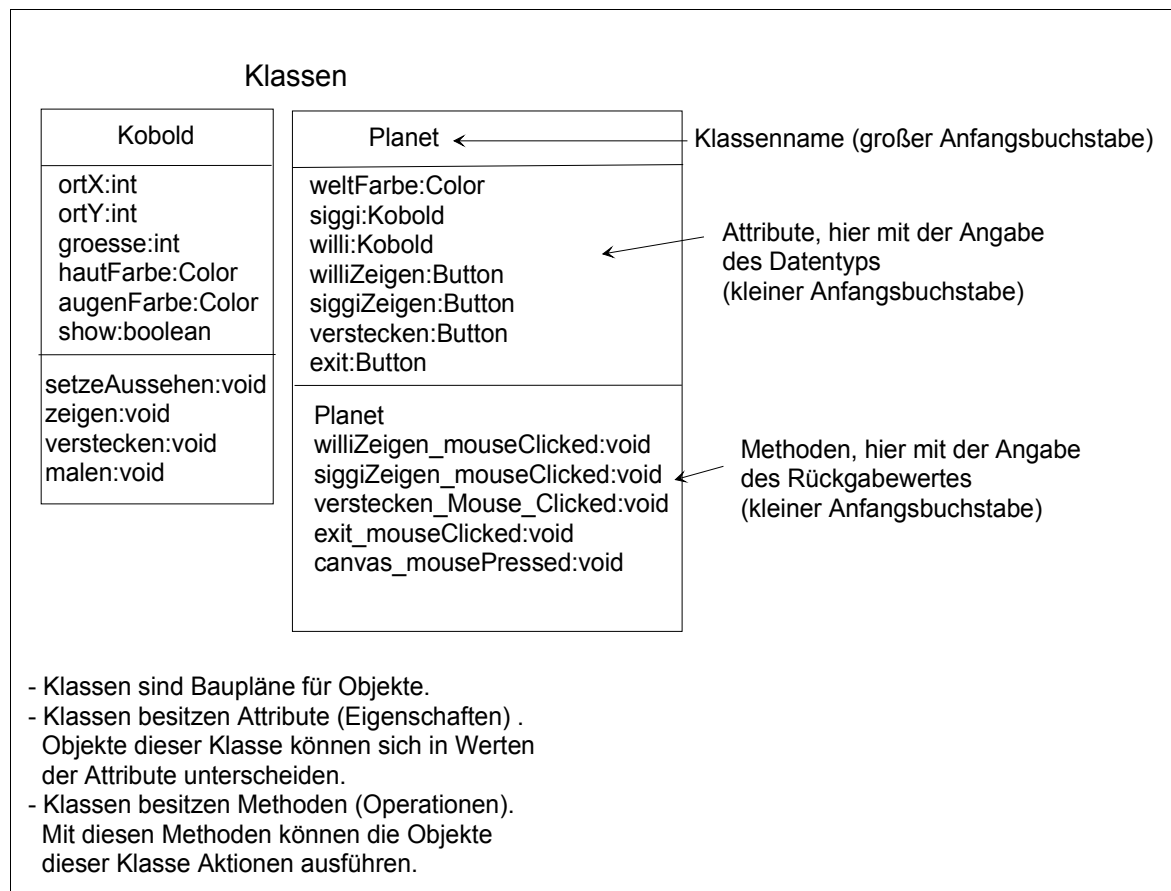 Klassen
Kobold
ortX:int
ortY:int
groesse:int
hautFarbe:Color
augenFarbe:Color
show:boolean
setzeAussehen:void
zeigen:void
verstecken:void
malen:void
Planet
weltFarbe:Color
siggi:Kobold
willi:Kobold
williZeigen:Button
siggiZeigen:Button
verstecken:Button
exit:Button
Planet
williZeigen_mouseClicked:void
siggiZeigen_mouseClicked:void
verstecken_Mouse_Clicked:void
exit_mouseClicked:void
canvas_mousePressed:void
Klassenname (großer Anfangsbuchstabe)
Attribute, hier mit der Angabe
des Datentyps
(kleiner Anfangsbuchstabe)
Methoden, hier mit der Angabe
des Rückgabewertes
(kleiner Anfangsbuchstabe)
- Klassen sind Baupläne für Objekte.
- Klassen besitzen Attribute (Eigenschaften) .
Objekte dieser Klasse können sich in Werten
der Attribute unterscheiden.
- Klassen besitzen Methoden (Operationen).
Mit diesen Methoden können die Objekte
dieser Klasse Aktionen ausführen.